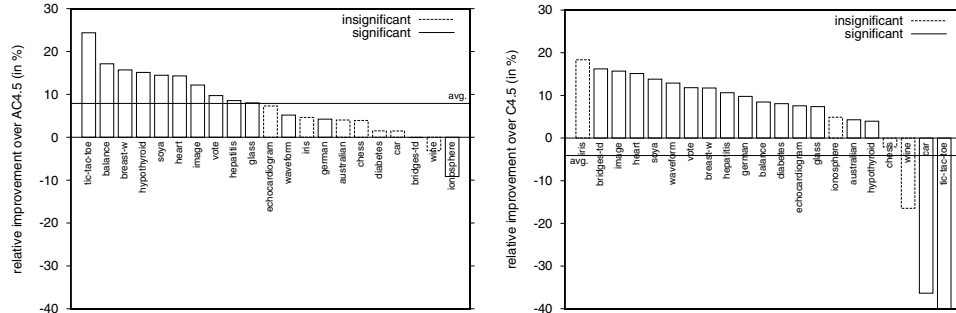 relative improvement over AC4.5 (in %)
30
20
10
0
-10
-20
-30
-40
insignificant
significant
avg.
tic-tac-toe
balance
breast-w
hypothyroid
soya
heart
image
vote
hepatitis
glass
echocardiogram
waveform
iris
german
australian
chess
diabetes
car
bridges-td
wine
ionosphere
relative improvement over C4.5 (in %)
30
20
10
0
-10
-20
-30
-40
insignificant
significant
avg.
iris
bridges-td
image
heart
soya
waveform
vote
breast-w
hepatitis
german
balance
diabetes
echocardiogram
glass
ionosphere
australian
hypothyroid
chess
wine
car
tic-tac-toe